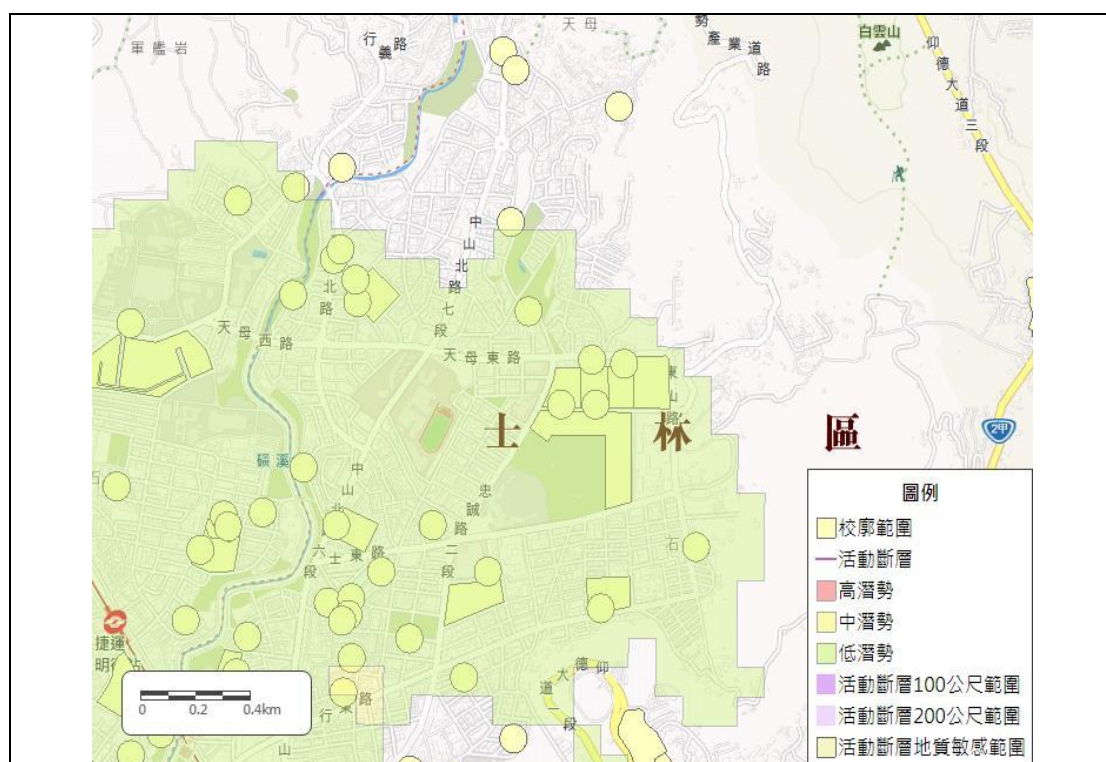 軍艦岩
行義路
天母
勢產業道路
白雲山
仰德大道三段
中山北路七段
北路
天母西路
天母東路
東山路
士林區
2甲
磺溪
石
中山北
六段
士東路
忠誠路二段
石
捷運
明德站
仰德大道一段
行
東路
山
0 0.2 0.4km
圖例
校廓範圍
活動斷層
高潛勢
中潛勢
低潛勢
活動斷層100公尺範圍
活動斷層200公尺範圍
活動斷層地質敏感範圍